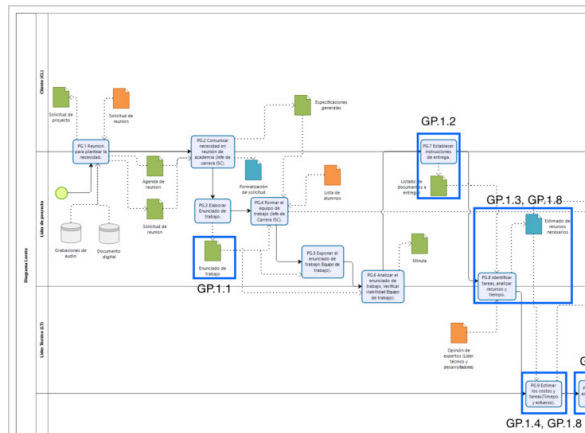 GP.1.2
Cliente (CL)
Especificaciones
generales
Solicitud de
proyecto
Solicitud de
reunion
PG.1 Reunion
para plantear la
necesidad.
PG.2 Comunicar
necesidad en
reunión de
academia (Jefe de
carrera ISC).
PG.7 Establecer
instrucciones
de entrega.
Agenda de
reunion
Formalización
de solicitud
Lista de
alumnos
Listado de
documentos a
entregar
GP.1.3, GP.1.8
Diagrama Levels
Líder de proyecto
PG.3 Elaborar
Enunciado de
trabajo.
PG.4 Formar el
equipo de
trabajo (Jefe de
Carrera ISC).
Solicitud de
reunion
Estimado de
recursos
necesarios
Grabaciones de
audio
Documento
digital
Enunciado
de trabajo
PG.5 Exponer el
enunciado de
trabajo (Equipo de
trabajo).
Minuta
GP.1.1
PG.6 Analizar el
enunciado de
trabajo, Verificar
viabilidad (Equipo
de trabajo).
PG.8 Identificar
tareas, analizar
recursos y
tiempo.
Líder Técnico (LT)
Opinión de
expertos (Líder
técnico y
desarrolladores)
PG.9 Estimar
los costos y
tareas(Tiempo
y esfuerzo).
GP.1.4, GP.1.8